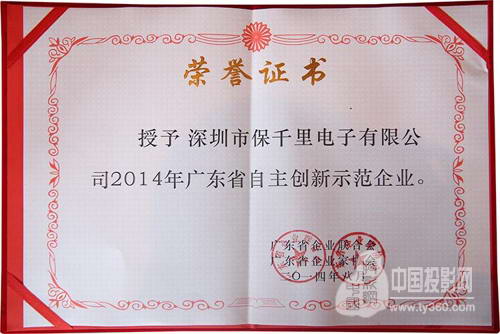 荣誉证书
授予 深圳市保千里电子有限公
司2014年广东省自主创新示范企业。
广东省企业联合会
广东省企业家协会
二〇一四年八月
中国投影网
www.ty360.com